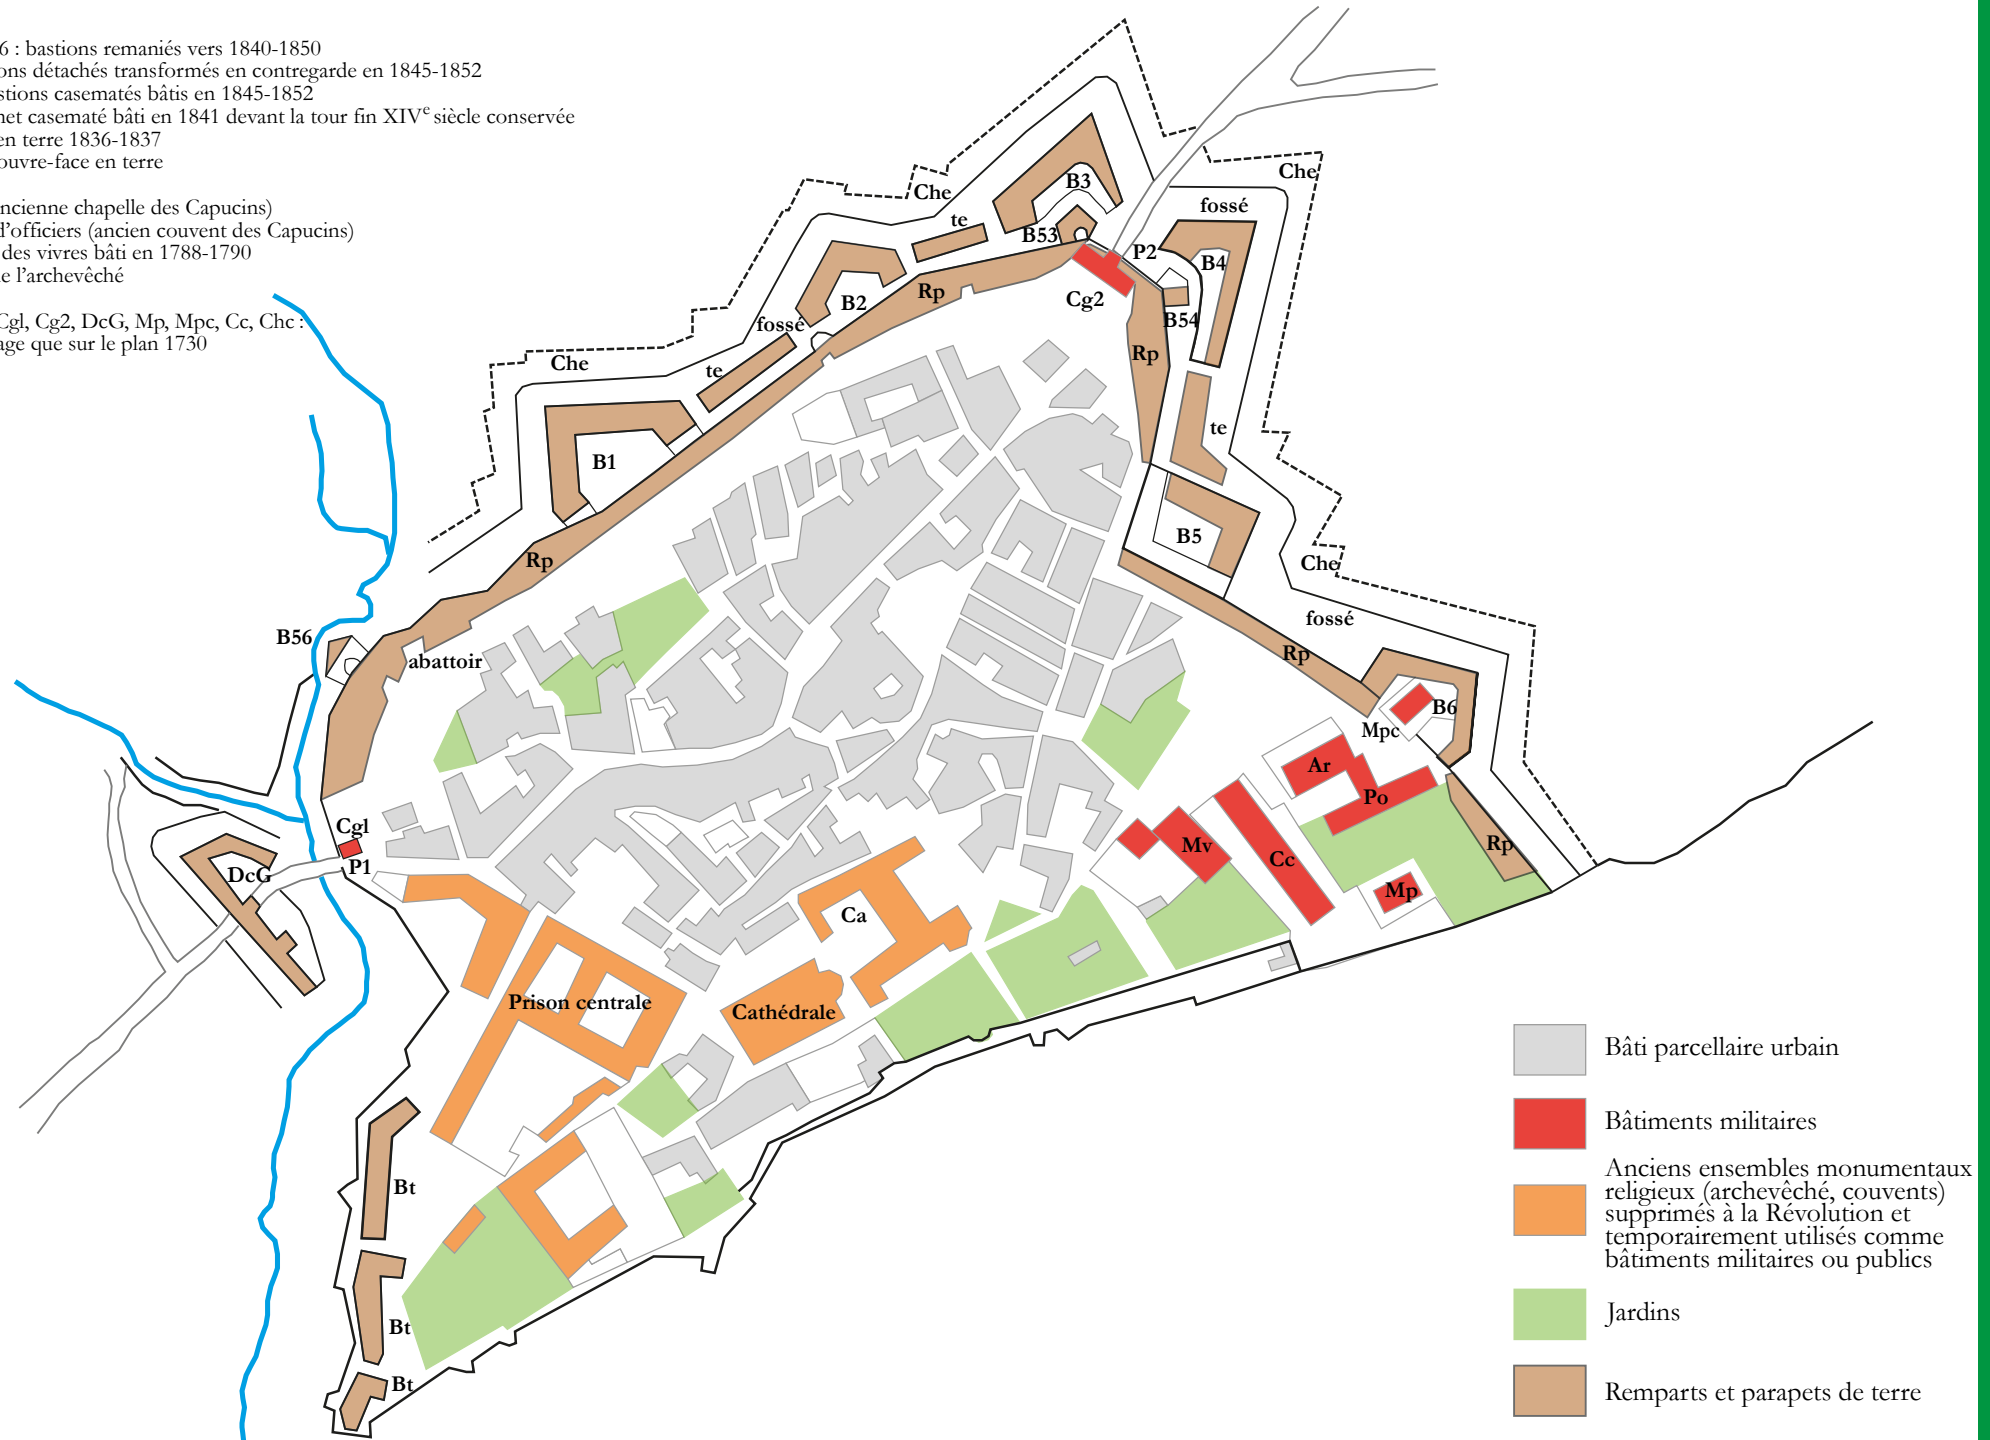 6 : bastions remaniés vers 1840-1850
ons détachés transformés en contregarde en 1845-1852
stions casematés bâtis en 1845-1852
net casematé bâti en 1841 devant la tour fin XIVe siècle conservée
en terre 1836-1837
ouvre-face en terre
ncienne chapelle des Capucins)
d'officiers (ancien couvent des Capucins)
des vivres bâti en 1788-1790
e l'archevêché
Cgl, Cg2, DcG, Mp, Mpc, Cc, Chc :
age que sur le plan 1730
Che
Che
fossé
B3
te
B53
P2
B4
B2
Rp
Cg2
B54
fossé
Che
te
Rp
te
B1
B5
Rp
Che
fossé
B56
abattoir
Rp
B6
Mpc
Ar
Po
Cgl
P1
DcG
Mv
Cc
Rp
Mp
Ca
Prison centrale
Cathédrale
Bt
Bt
Bt
Bâti parcellaire urbain
Bâtiments militaires
Anciens ensembles monumentaux
religieux (archevêché, couvents)
supprimés à la Révolution et
temporairement utilisés comme
bâtiments militaires ou publics
Jardins
Remparts et parapets de terre